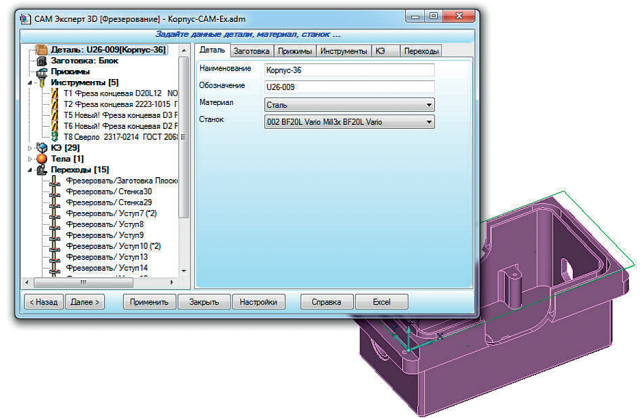 CAM Эксперт 3D [Фрезерование] - Корпус-CAM-Ex.adm
Задайте данные детали, материал, станок ...
Деталь: U26-009[Корпус-36]
Заготовка: Блок
Прижимы
Инструменты [5]
T1 Фреза концевая D20L12 NO
T2 Фреза концевая 2223-1015 Г
T5 Новый! Фреза концевая D3 F
T6 Новый! Фреза концевая D2 F
T8 Сверло 2317-0214 ГОСТ 206
КЭ [29]
Тела [1]
Переходы [15]
Фрезеровать/Заготовка Плоск
Фрезеровать/ Стенка30
Фрезеровать/ Стенка29
Фрезеровать/ Уступ7 (*2)
Фрезеровать/ Уступ8
Фрезеровать/ Уступ9
Фрезеровать/ Уступ10 (*2)
Фрезеровать/ Уступ13
Фрезеровать/ Уступ14
Деталь Заготовка Прижимы Инструменты КЭ Переходы
Наименование Корпус-36
Обозначение U26-009
Материал Сталь
Станок 002 BF20L Vario Mill3x BF20L Vario
< Назад Далее > Применить Закрыть Настройки Справка Excel